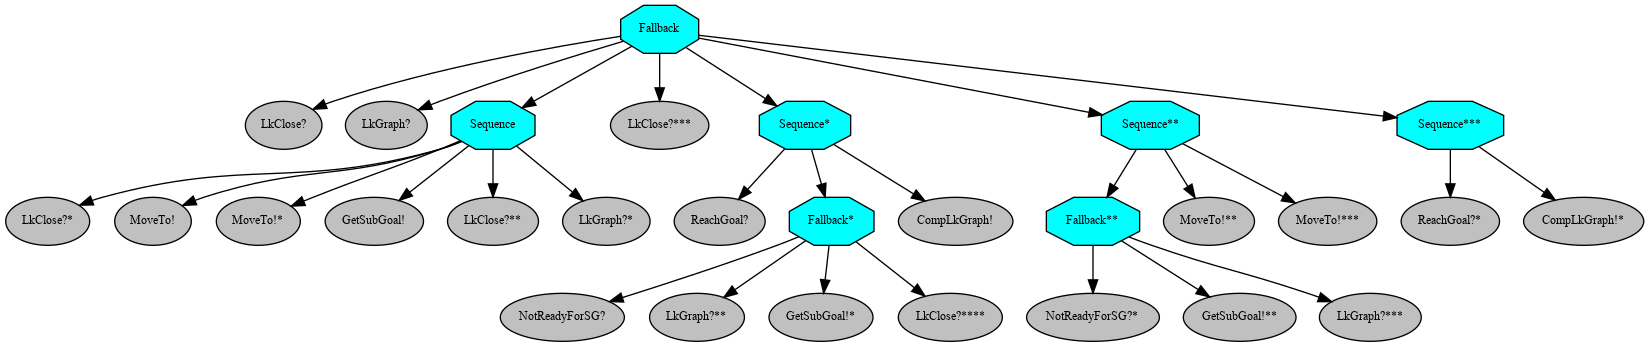 Fallback
LkClose?
LkGraph?
Sequence
LkClose?***
Sequence*
Sequence**
Sequence***
LkClose?*
MoveTo!
MoveTo!*
GetSubGoal!
LkClose?**
LkGraph?*
ReachGoal?
Fallback*
CompLkGraph!
Fallback**
MoveTo!**
MoveTo!***
ReachGoal?*
CompLkGraph!*
NotReadyForSG?
LkGraph?**
GetSubGoal!*
LkClose?****
NotReadyForSG?*
GetSubGoal!**
LkGraph?***